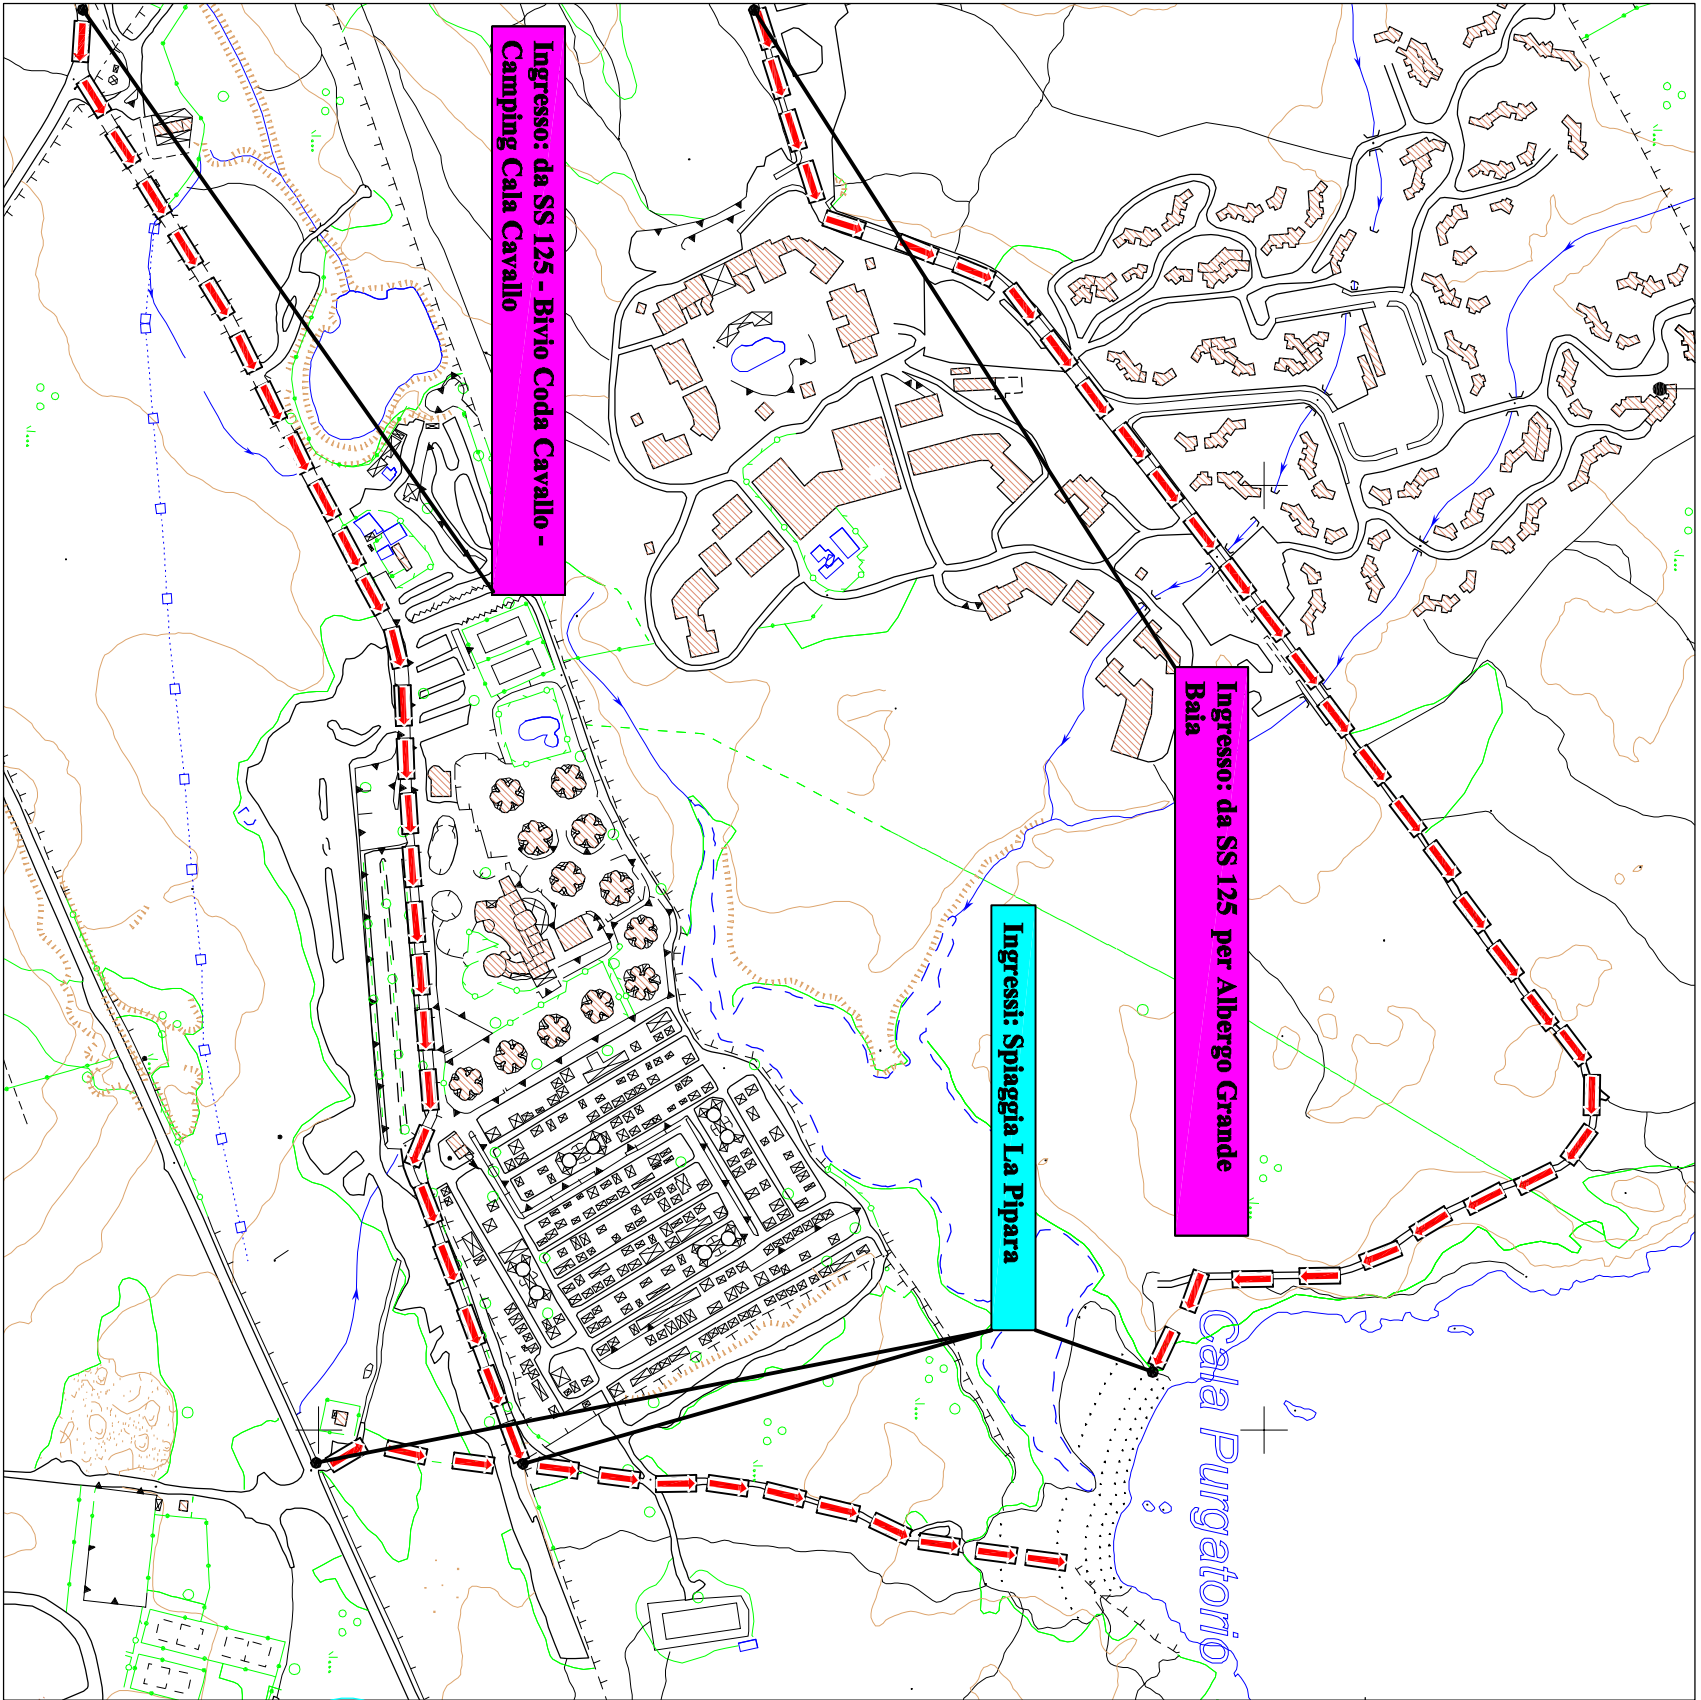 Ingresso: da SS 125 - Bivio Coda Cavallo -
Camping Cala Cavallo
Ingresso: da SS 125 per Albergo Grande
Baia
Ingressi: Spiaggia La Pipara
Cala Purgatorio